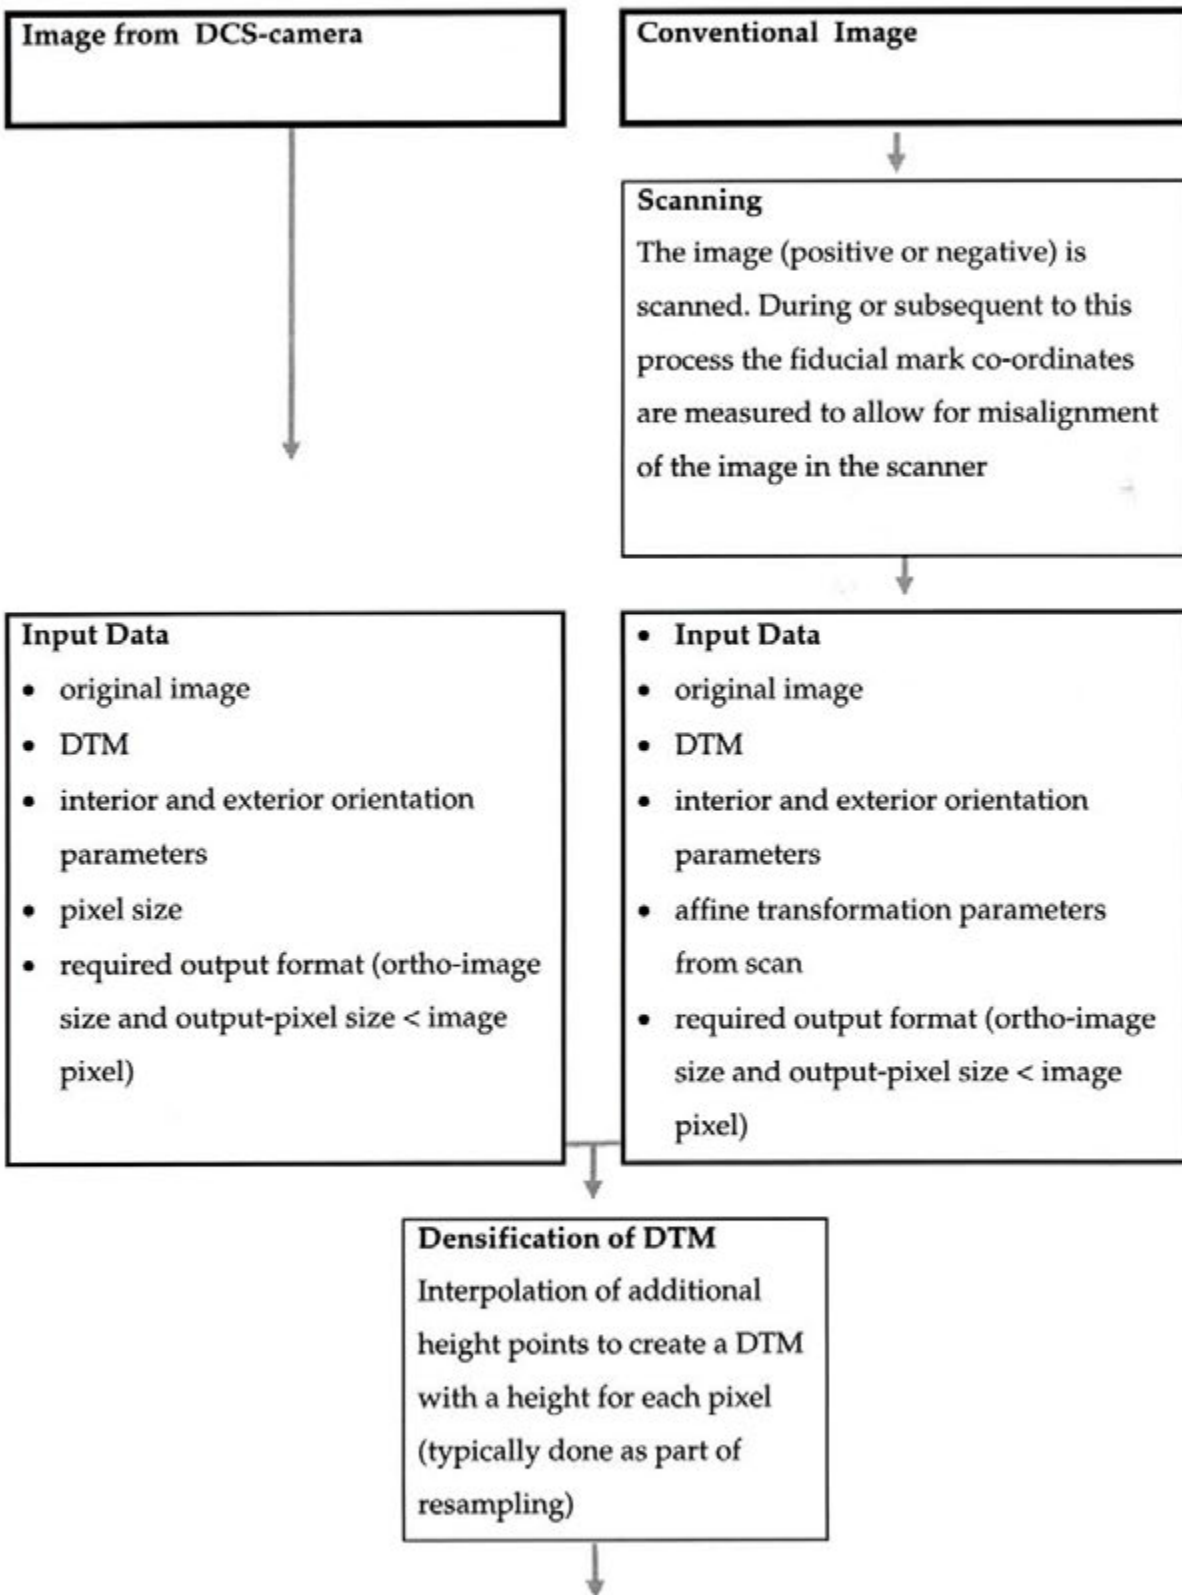 Image from DCS-camera
Conventional Image
Scanning
The image (positive or negative) is
scanned. During or subsequent to this
process the fiducial mark co-ordinates
are measured to allow for misalignment
of the image in the scanner
Input Data
• original image
• DTM
• interior and exterior orientation
parameters
• pixel size
• required output format (ortho-image
size and output-pixel size < image
pixel)
• Input Data
• original image
• DTM
• interior and exterior orientation
parameters
• affine transformation parameters
from scan
• required output format (ortho-image
size and output-pixel size < image
pixel)
Densification of DTM
Interpolation of additional
height points to create a DTM
with a height for each pixel
(typically done as part of
resampling)